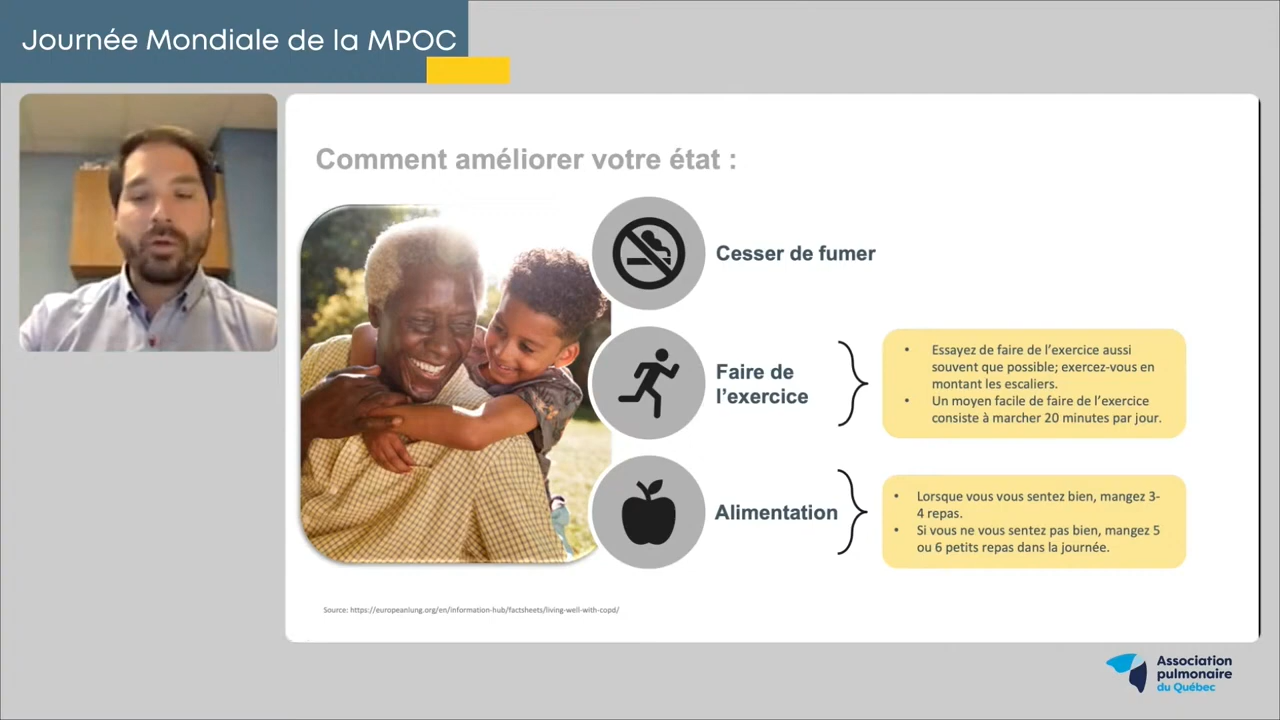 Journée Mondiale de la MPOC
Comment améliorer votre état :
Cesser de fumer
Faire de
l'exercice
• Essayez de faire de l'exercice aussi
souvent que possible; exercez-vous en
montant les escaliers.
• Un moyen facile de faire de l'exercice
consiste à marcher 20 minutes par jour.
Alimentation
• Lorsque vous vous sentez bien, mangez 3-
4 repas.
• Si vous ne vous sentez pas bien, mangez 5
ou 6 petits repas dans la journée.
Source: https://europeanlung.org/en/information-hub/factsheets/living-well-with-copd/
Association
pulmonaire
du Québec